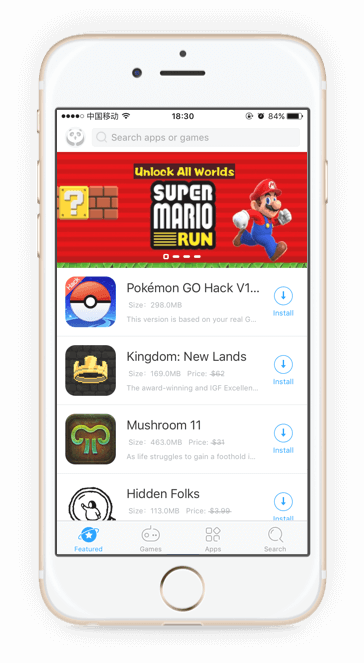 中国移动 18:30 84%
Search apps or games
Unlock All Worlds
SUPER
MARIO
RUN
Hack
Pokémon GO Hack V1...
Size: 298.0MB
This version is based on your real G...
Install
Kingdom: New Lands
Size: 169.0MB Price: $62
The award-winning and IGF Excellen...
Install
Mushroom 11
Size: 463.0MB Price: $31
As life struggles to gain a foothold i...
Install
Hidden Folks
Size: 113.0MB Price: $3.99
Install
Featured Games Apps Search